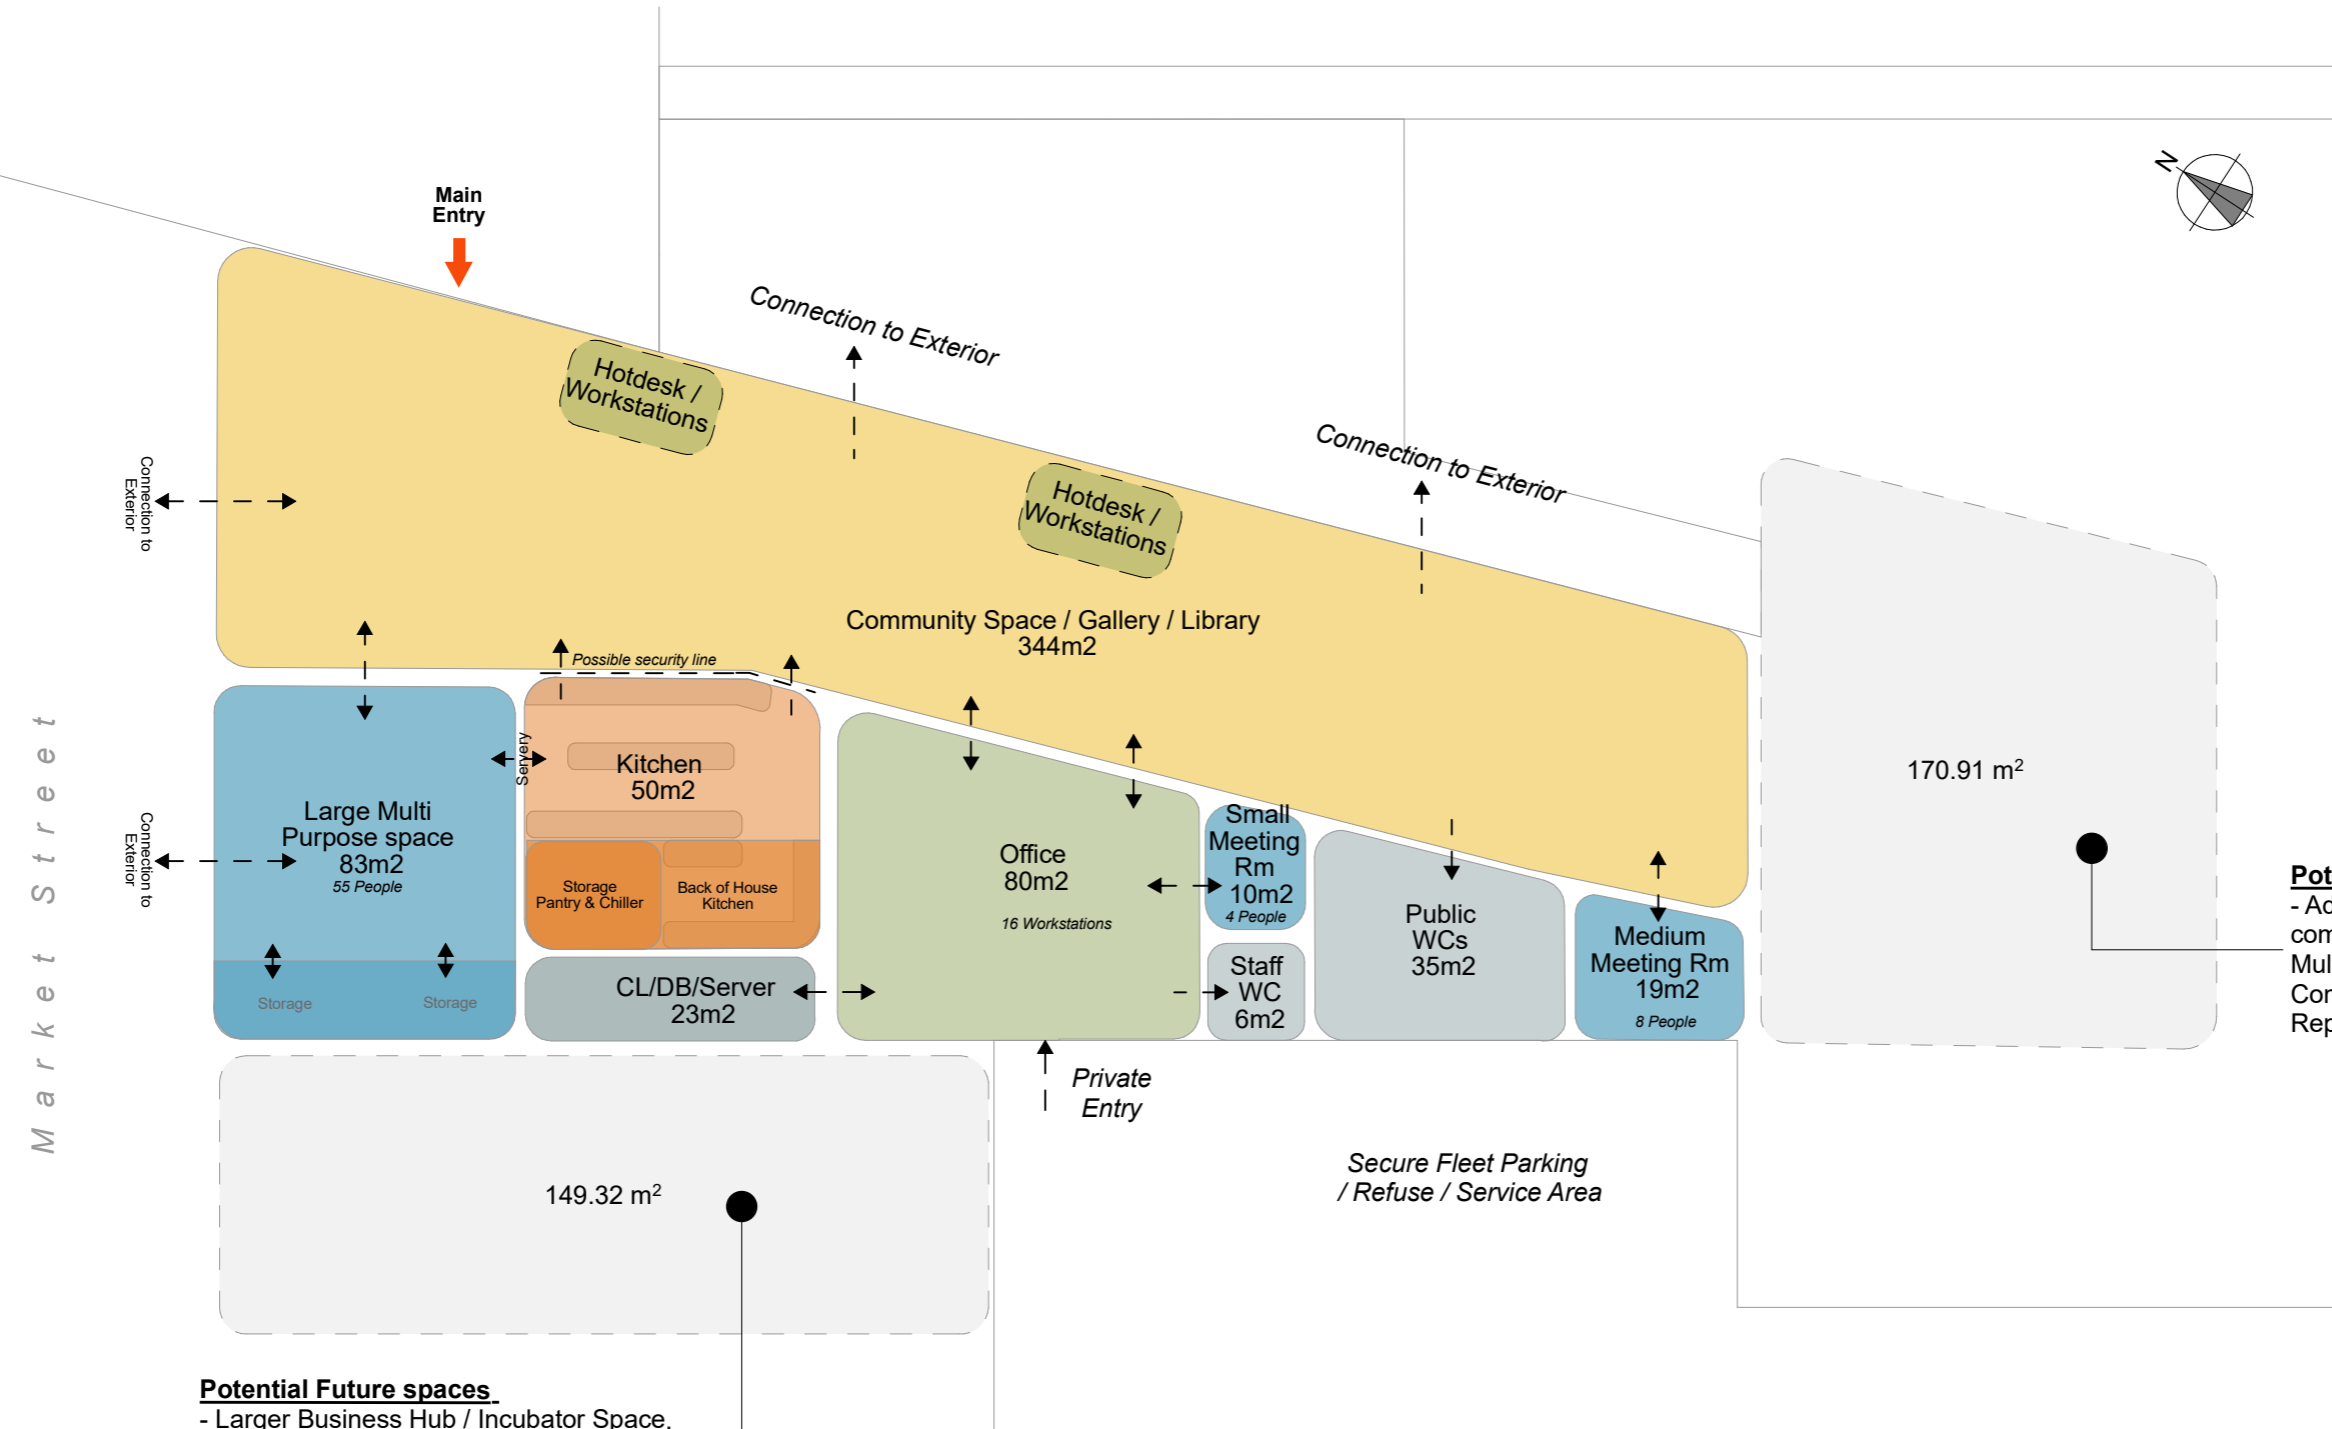 N
Main
Entry
Connection to Exterior
Hotdesk /
Workstations
Connection to Exterior
Hotdesk /
Workstations
Connection to
Exterior
Community Space / Gallery / Library
344m2
Possible security line
Servery
Kitchen
50m2
170.91 m²
Large Multi
Purpose space
83m2
55 People
Connection to
Exterior
Market Street
Storage
Pantry & Chiller
Back of House
Kitchen
Office
80m2
16 Workstations
Small
Meeting
Rm
10m2
4 People
Public
WCs
35m2
Medium
Meeting Rm
19m2
8 People
Staff
WC
6m2
CL/DB/Server
23m2
Storage
Storage
Private
Entry
Secure Fleet Parking
/ Refuse / Service Area
149.32 m²
Potential Future spaces
- Larger Business Hub / Incubator Space,
Pot
- Ad
com
Mul
Con
Rep